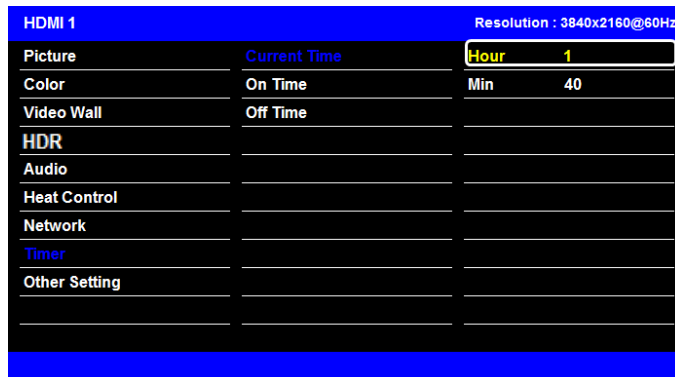 HDMI 1 Resolution : 3840x2160@60Hz
Picture Current Time Hour 1
Color On Time Min 40
Video Wall Off Time
HDR
Audio
Heat Control
Network
Timer
Other Setting